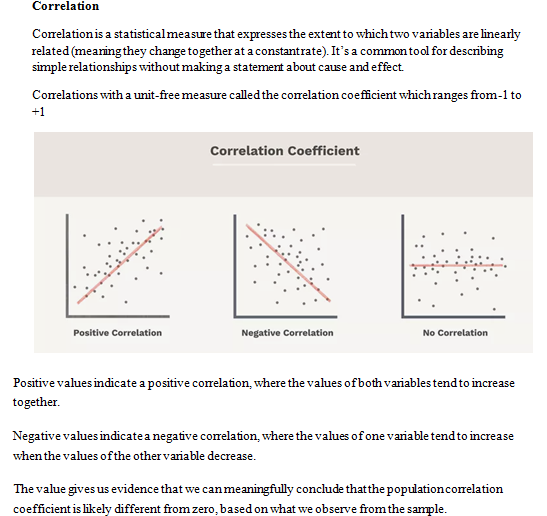 Correlation
Correlation is a statistical measure that expresses the extent to which two variables are linearly
related (meaning they change together at a constant rate). It's a common tool for describing
simple relationships without making a statement about cause and effect.
Correlations with a unit-free measure called the correlation coefficient which ranges from -1 to
+1
Correlation Coefficient
Positive Correlation
Negative Correlation
No Correlation
Positive values indicate a positive correlation, where the values of both variables tend to increase
together.
Negative values indicate a negative correlation, where the values of one variable tend to increase
when the values of the other variable decrease.
The value gives us evidence that we can meaningfully conclude that the population correlation
coefficient is likely different from zero, based on what we observe from the sample.